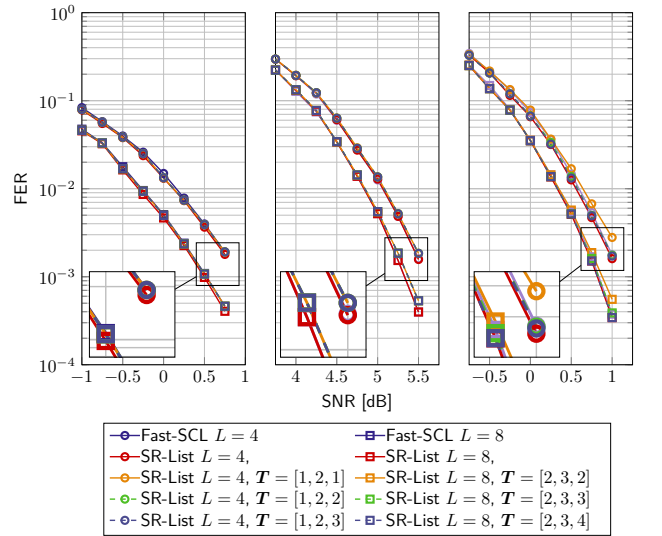 10^0
10^{-1}
10^{-2}
10^{-3}
10^{-4}
FER
−1 −0.5 0 0.5 1
4 4.5 5 5.5
−0.5 0 0.5 1
SNR [dB]
Fast-SCL L = 4 Fast-SCL L = 8
SR-List L = 4, SR-List L = 8,
SR-List L = 4, T = [1, 2, 1] SR-List L = 8, T = [2, 3, 2]
SR-List L = 4, T = [1, 2, 2] SR-List L = 8, T = [2, 3, 3]
SR-List L = 4, T = [1, 2, 3] SR-List L = 8, T = [2, 3, 4]